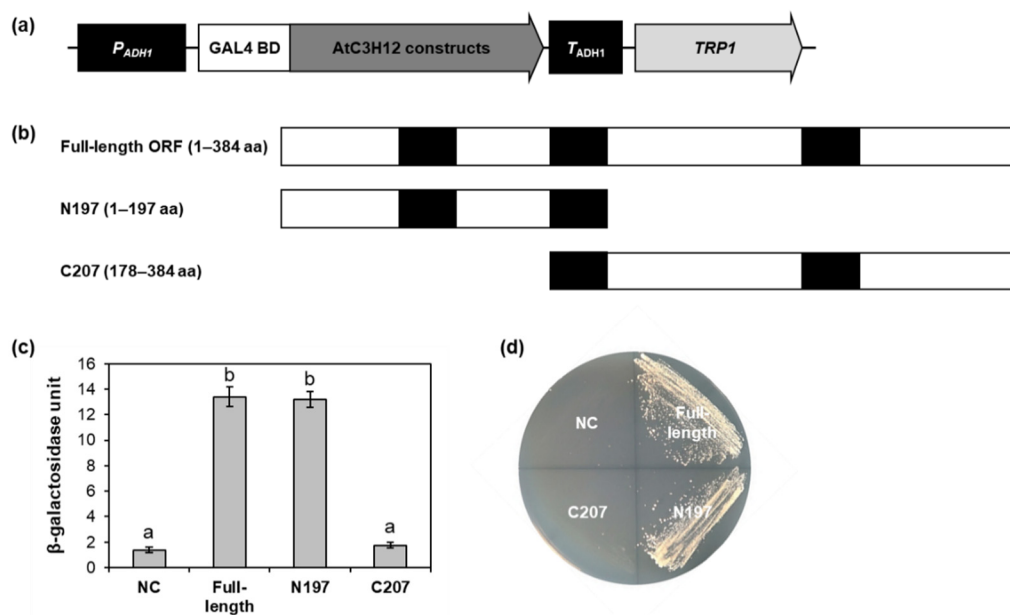 (a)
P_ADH1 GAL4 BD AtC3H12 constructs T_ADH1 TRP1
(b)
Full-length ORF (1–384 aa)
N197 (1–197 aa)
C207 (178–384 aa)
(c)
β-galactosidase unit
16
14
12
10
8
6
4
2
0
a
b
b
a
NC
Full-
length
N197
C207
(d)
NC
Full-
length
C207
N197